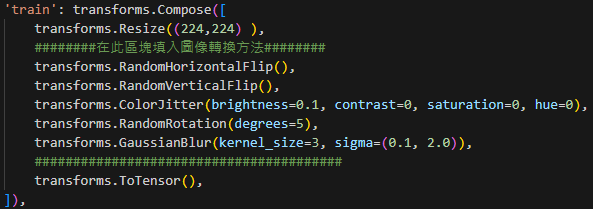 'train': transforms.Compose([
transforms.Resize((224,224) ),
########在此區塊填入圖像轉換方法########
transforms.RandomHorizontalFlip(),
transforms.RandomVerticalFlip(),
transforms.ColorJitter(brightness=0.1, contrast=0, saturation=0, hue=0),
transforms.RandomRotation(degrees=5),
transforms.GaussianBlur(kernel_size=3, sigma=(0.1, 2.0)),
########################################
transforms.ToTensor(),
]),